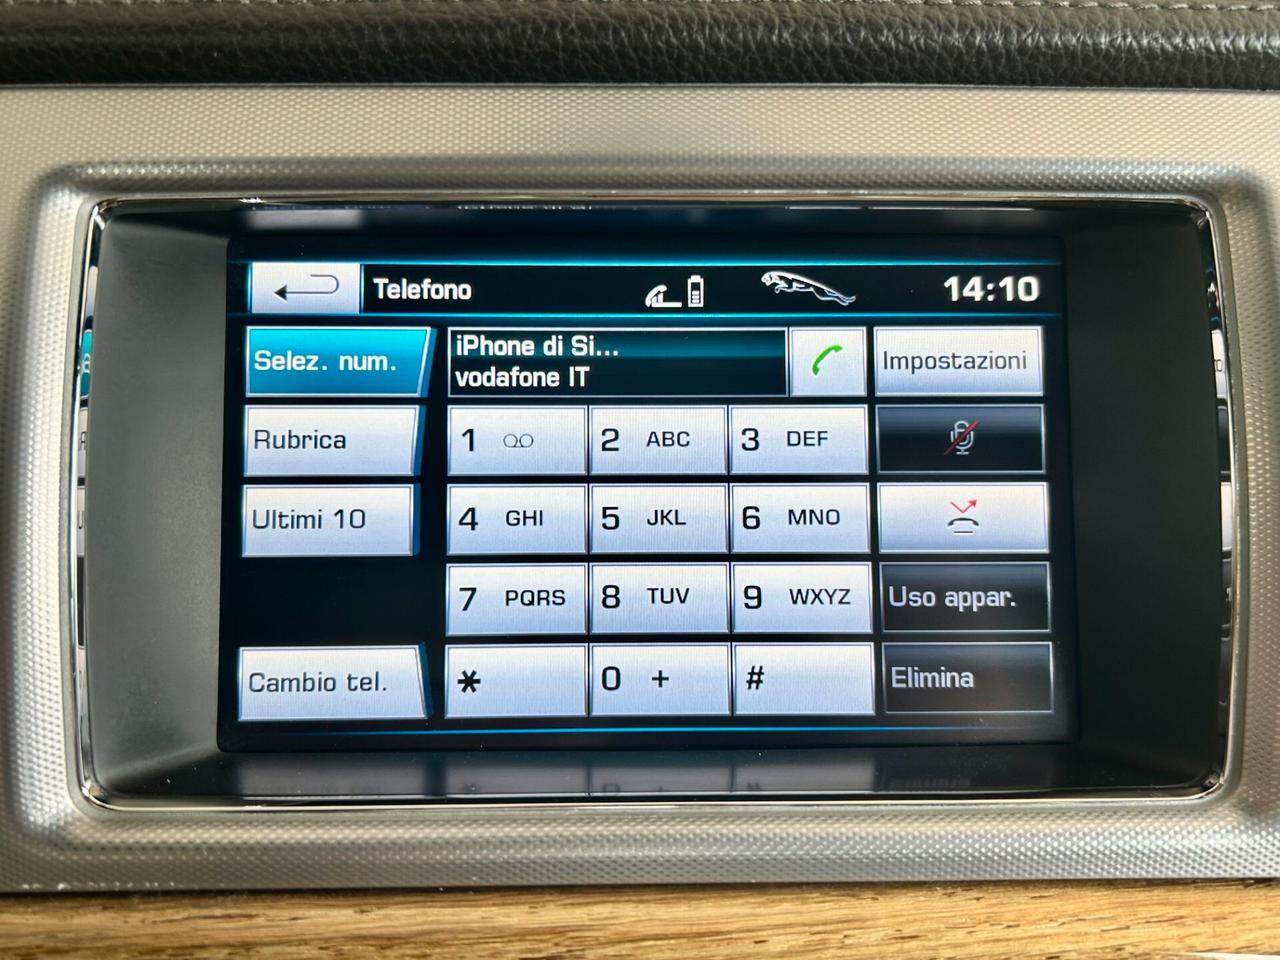 Telefono
14:10
Selez. num.
iPhone di Si...
vodafone IT
Impostazioni
Rubrica
1
2 ABC
3 DEF
Ultimi 10
4 GHI
5 JKL
6 MNO
7 PQRS
8 TUV
9 WXYZ
Uso appar.
Cambio tel.
*
0 +
#
Elimina